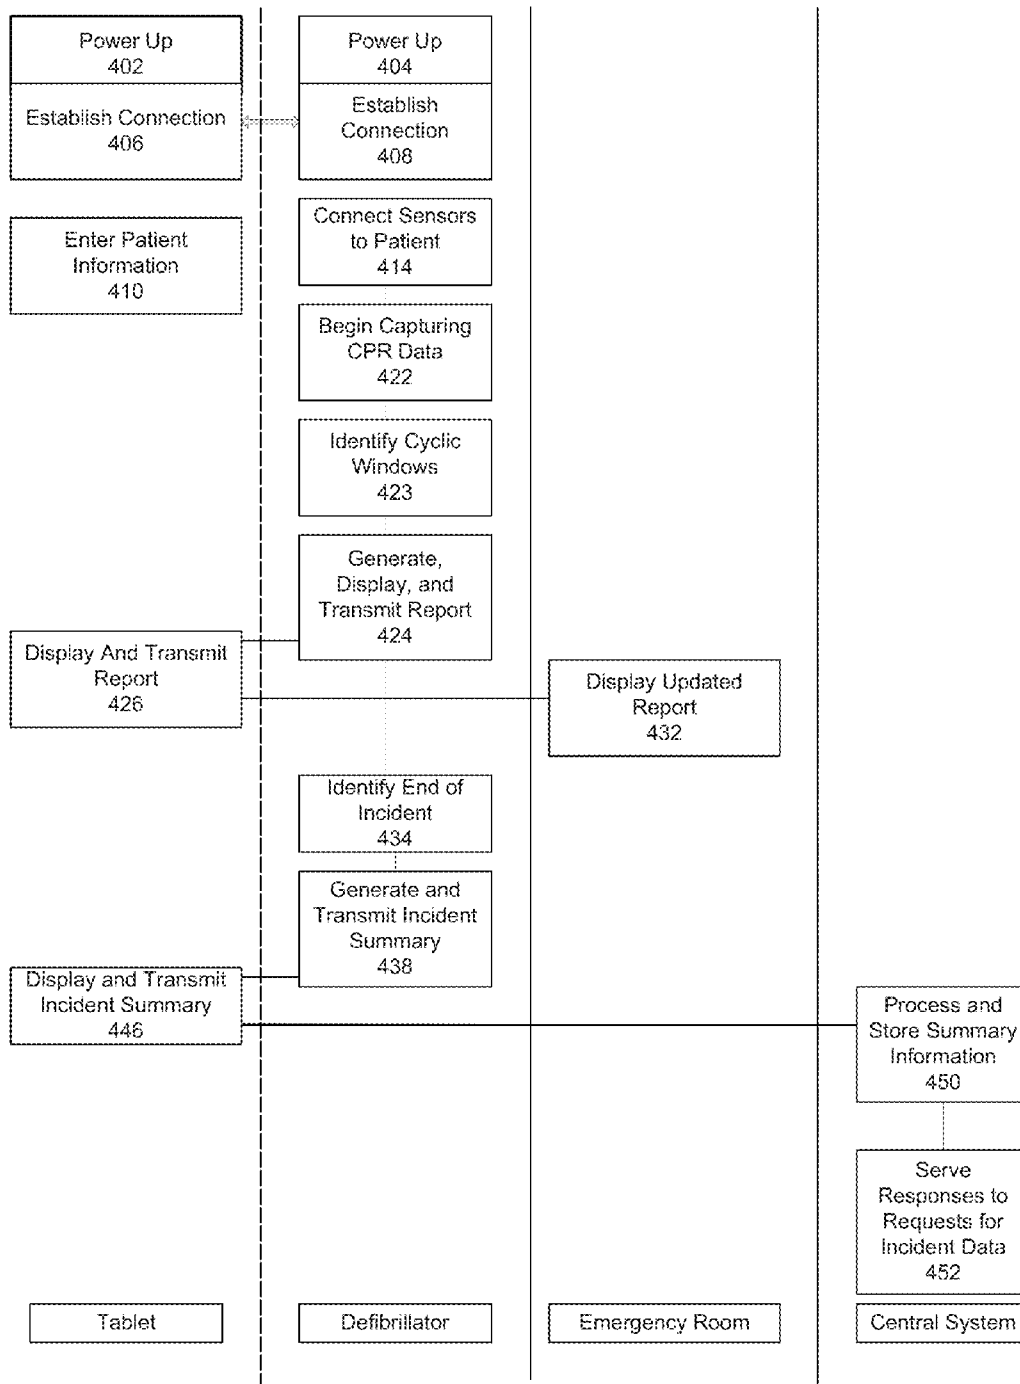 Power Up
402
Establish Connection
406
Power Up
404
Establish
Connection
408
Enter Patient
Information
410
Connect Sensors
to Patient
414
Begin Capturing
CPR Data
422
Identify Cyclic
Windows
423
Generate,
Display, and
Transmit Report
424
Display And Transmit
Report
426
Display Updated
Report
432
Identify End of
Incident
434
Generate and
Transmit Incident
Summary
438
Display and Transmit
Incident Summary
446
Process and
Store Summary
Information
450
Serve
Responses to
Requests for
Incident Data
452
Tablet
Defibrillator
Emergency Room
Central System